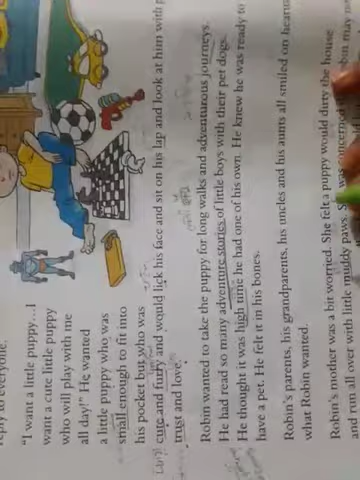 reply to everyone.
"I want a little puppy...I
want a cute little puppy
who will play with me
all day!" He wanted
a little puppy who was
small enough to fit into
his pocket but who was
cute and furry and would lick his face and sit on his lap and look at him with
trust and love.
Robin wanted to take the puppy for long walks and adventurous journeys.
He had read so many adventure stories of little boys with their pet dogs.
He thought it was high time he had one of his own. He knew he was ready to
have a pet. He felt it in his bones.
Robin's parents, his grandparents, his uncles and his aunts all smiled on hearing
what Robin wanted.
Robin's mother was a bit worried. She felt a puppy would dirty the house
and run all over with little muddy paws. She was concerned